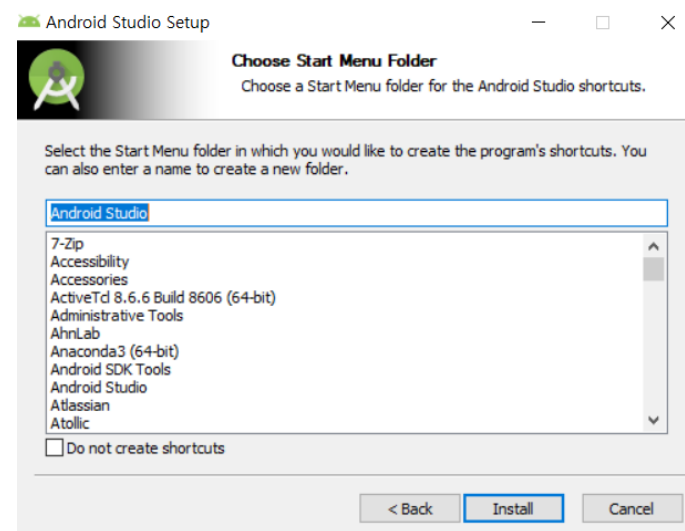 Android Studio Setup
Choose Start Menu Folder
Choose a Start Menu folder for the Android Studio shortcuts.
Select the Start Menu folder in which you would like to create the program's shortcuts. You
can also enter a name to create a new folder.
Android Studio
7-Zip
Accessibility
Accessories
ActiveTcl 8.6.6 Build 8606 (64-bit)
Administrative Tools
AhnLab
Anaconda3 (64-bit)
Android SDK Tools
Android Studio
Atlassian
Atollic
Do not create shortcuts
< Back Install Cancel